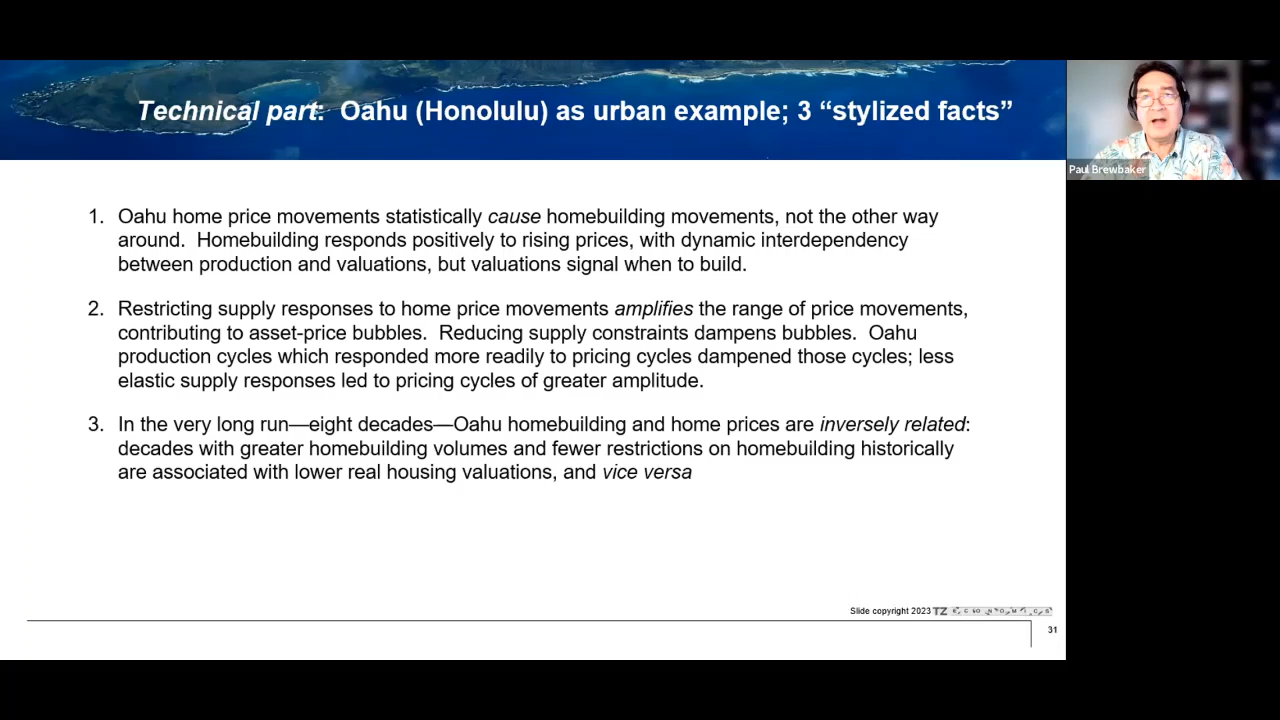 Technical part: Oahu (Honolulu) as urban example; 3 “stylized facts”
Paul Brewbaker
1. Oahu home price movements statistically cause homebuilding movements, not the other way
around. Homebuilding responds positively to rising prices, with dynamic interdependency
between production and valuations, but valuations signal when to build.
2. Restricting supply responses to home price movements amplifies the range of price movements,
contributing to asset-price bubbles. Reducing supply constraints dampens bubbles. Oahu
production cycles which responded more readily to pricing cycles dampened those cycles; less
elastic supply responses led to pricing cycles of greater amplitude.
3. In the very long run—eight decades—Oahu homebuilding and home prices are inversely related:
decades with greater homebuilding volumes and fewer restrictions on homebuilding historically
are associated with lower real housing valuations, and vice versa
Slide copyright 2023 TZ ECONOMICS
31